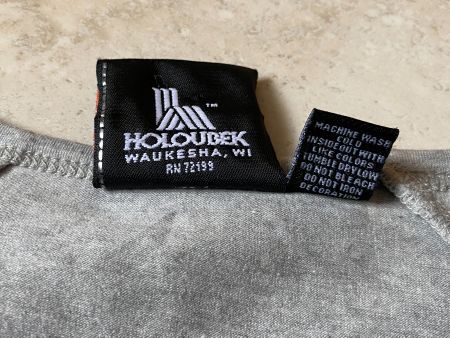 ™
HOLOUBEK
WAUKESHA, WI
RN 72199
MACHINE WASH
COLD
INSIDE OUT WITH
LIKE COLORS
TUMBLE DRY LOW
DO NOT BLEACH
DO NOT IRON
DECORATION